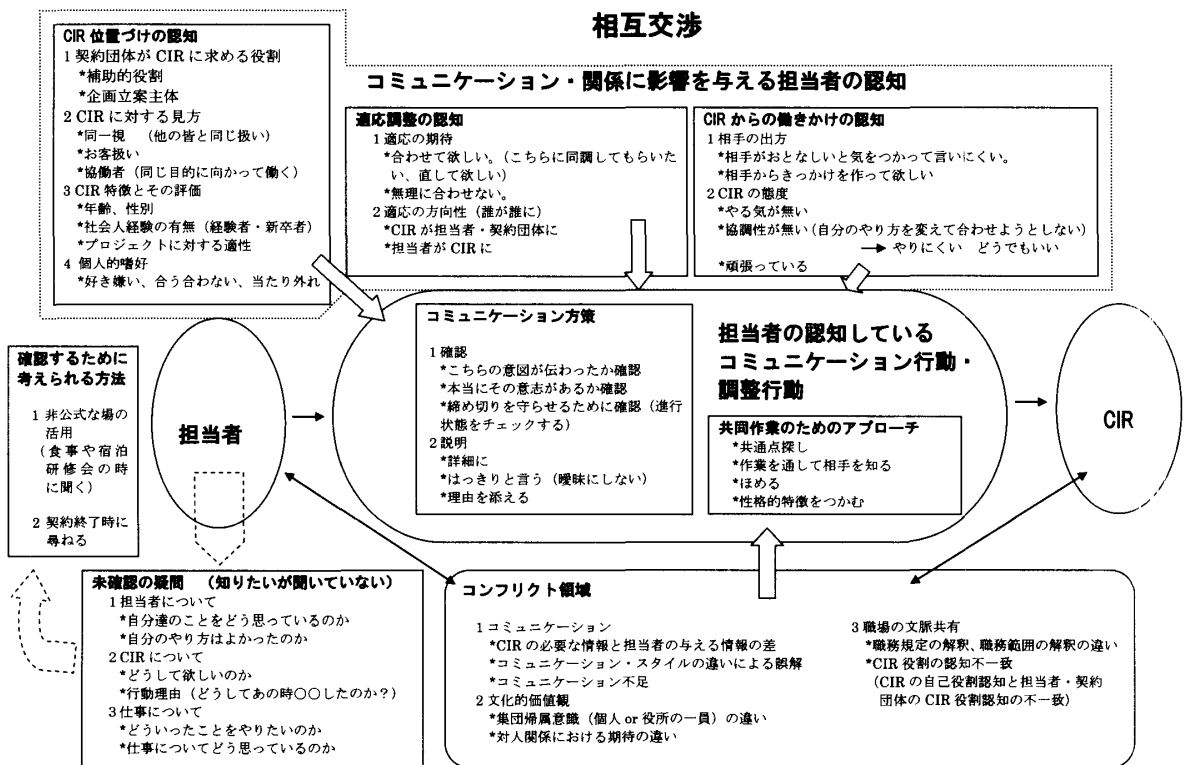 相互交渉
コミュニケーション・関係に影響を与える担当者の認知
CIR 位置づけの認知
1 契約団体が CIR に求める役割
*補助的役割
*企画立案主体
2 CIR に対する見方
*同一視 (他の皆と同じ扱い)
*お客扱い
*協働者 (同じ目的に向かって働く)
3 CIR 特徴とその評価
*年齢、性別
*社会人経験の有無 (経験者・新卒者)
*プロジェクトに対する適性
4 個人的嗜好
*好き嫌い、合う合わない、当たり外れ
適応調整の認知
1 適応の期待
*合わせて欲しい。(こちらに同調してもらいた
い、直して欲しい)
*無理に合わせない。
2 適応の方向性 (誰が誰に)
*CIR が担当者・契約団体に
*担当者が CIR に
CIR からの働きかけの認知
1 相手の出方
*相手がおとなしいと気をつかって言いにくい。
*相手からきっかけを作って欲しい
2 CIR の態度
*やる気が無い
*協調性が無い (自分のやり方を変えて合わせようとしない)
→ やりにくい どうでもいい
*頑張っている
確認するために
考えられる方法
1 非公式な場の
活用
(食事や宿泊
研修会の時
に聞く)
2 契約終了時に
尋ねる
担当者
コミュニケーション方策
1 確認
*こちらの意図が伝わったか確認
*本当にその意志があるか確認
*締め切りを守らせるために確認 (進行
状態をチェックする)
2 説明
*詳細に
*はっきりと言う (曖昧にしない)
*理由を添える
担当者の認知している
コミュニケーション行動・
調整行動
共同作業のためのアプローチ
*共通点探し
*作業を通して相手を知る
*ほめる
*性格的特徴をつかむ
CIR
未確認の疑問 (知りたいが聞いていない)
1 担当者について
*自分達のことをどう思っているのか
*自分のやり方はよかったのか
2 CIR について
*どうして欲しいのか
*行動理由 (どうしてあの時○○したのか?)
3 仕事について
*どういったことをやりたいのか
*仕事についてどう思っているのか
コンフリクト領域
1 コミュニケーション
*CIR の必要な情報と担当者の与える情報の差
*コミュニケーション・スタイルの違いによる誤解
*コミュニケーション不足
2 文化的価値観
*集団帰属意識 (個人 or 役所の一員) の違い
*対人関係における期待の違い
3 職場の文脈共有
*職務規定の解釈、職務範囲の解釈の違い
*CIR 役割の認知不一致
(CIR の自己役割認知と担当者・契約
団体の CIR 役割認知の不一致)